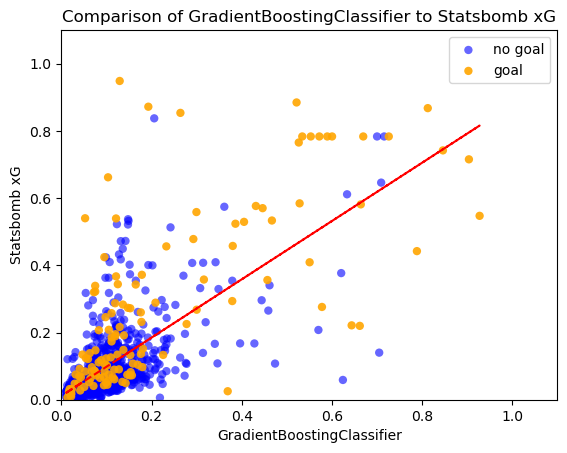 Comparison of GradientBoostingClassifier to Statsbomb xG
no goal
goal
Statsbomb xG
1.0
0.8
0.6
0.4
0.2
0.0
0.0 0.2 0.4 0.6 0.8 1.0
GradientBoostingClassifier